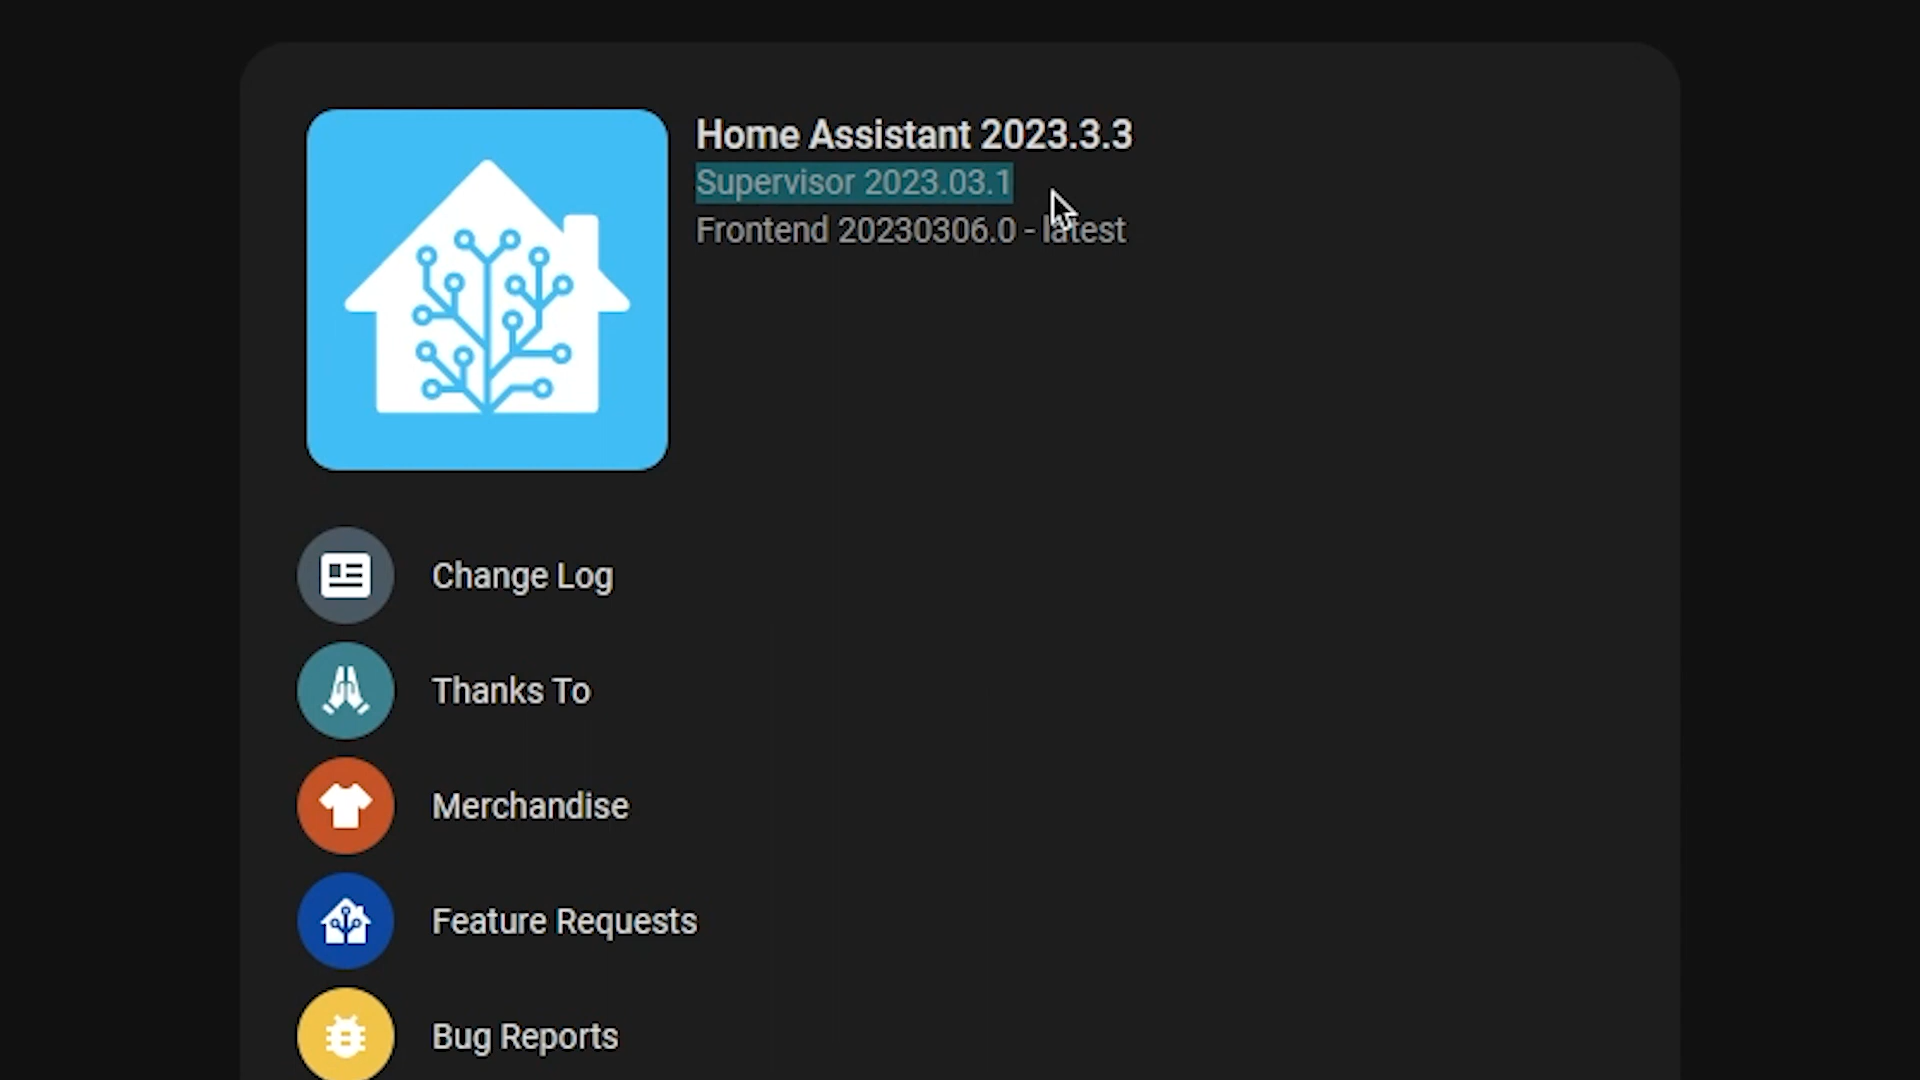 Home Assistant 2023.3.3
Supervisor 2023.03.1
Frontend 20230306.0 - latest
Change Log
Thanks To
Merchandise
Feature Requests
Bug Reports